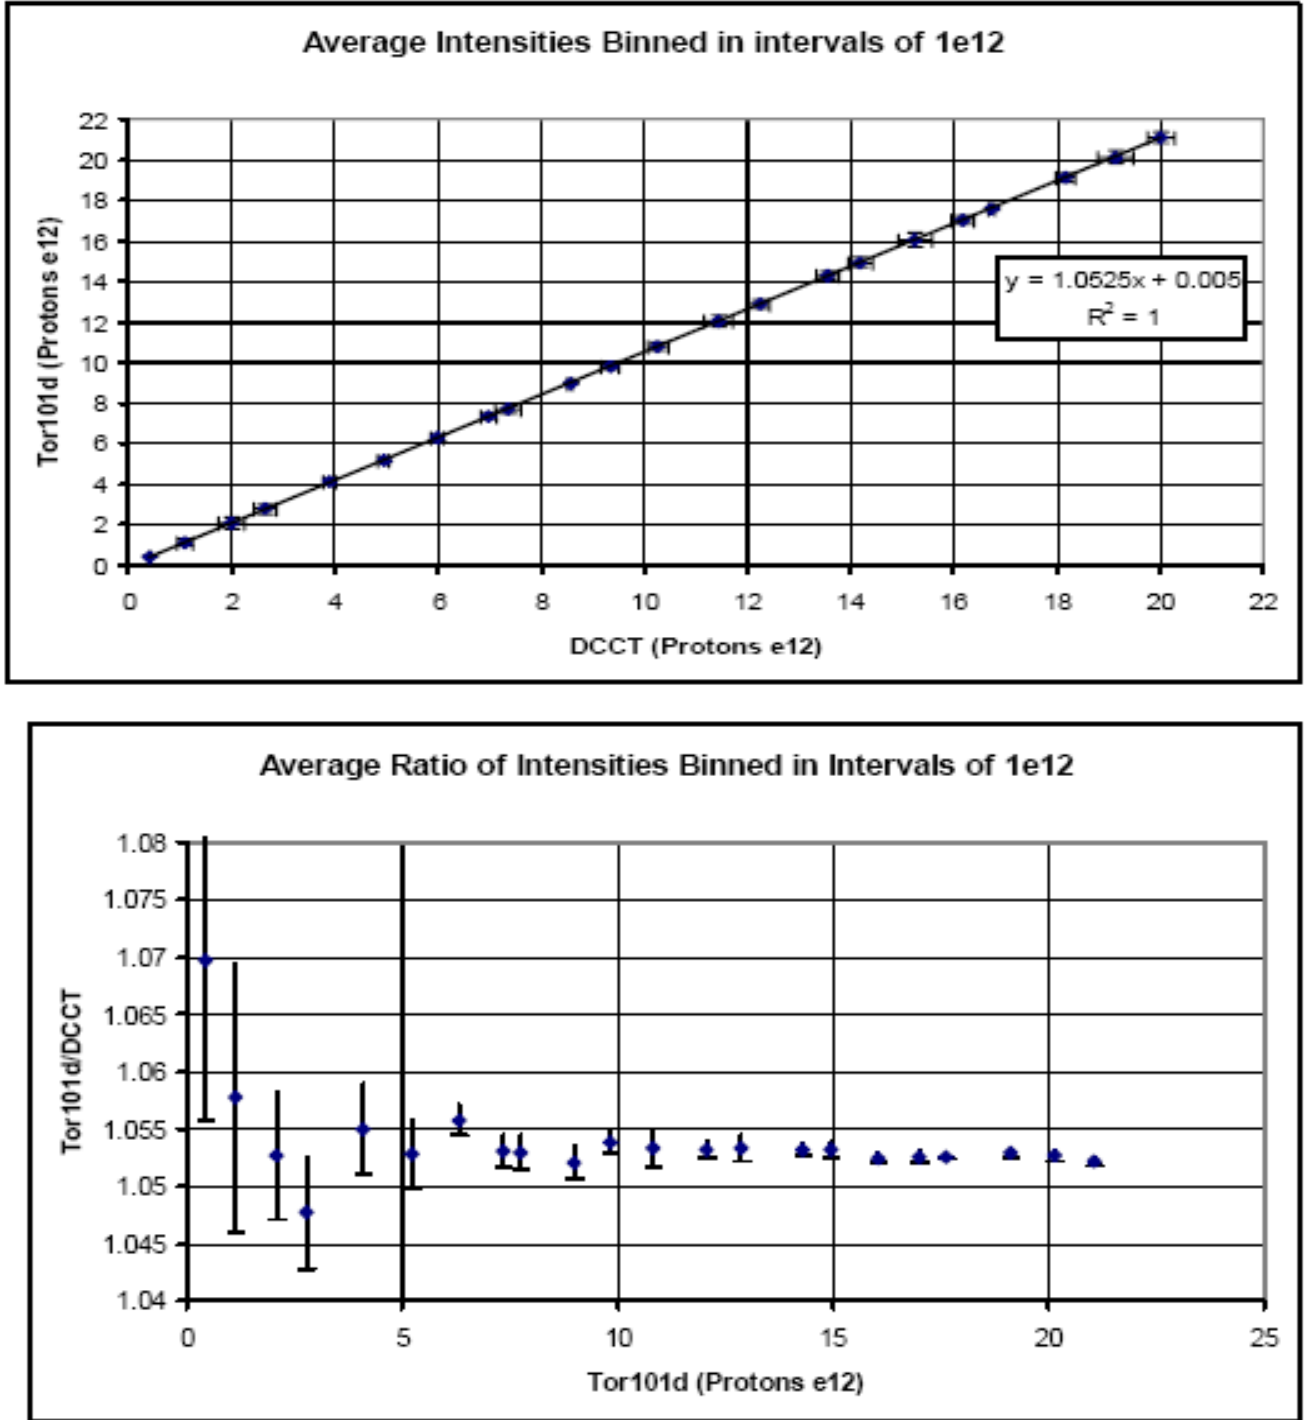 Average Intensities Binned in intervals of 1e12
22
20
18
16
14
12
10
8
6
4
2
0
Tor101d (Protons e12)
y = 1.0525x + 0.005
R² = 1
0 2 4 6 8 10 12 14 16 18 20 22
DCCT (Protons e12)
Average Ratio of Intensities Binned in Intervals of 1e12
1.08
1.075
1.07
1.065
1.06
1.055
1.05
1.045
1.04
Tor101d/DCCT
0 5 10 15 20 25
Tor101d (Protons e12)